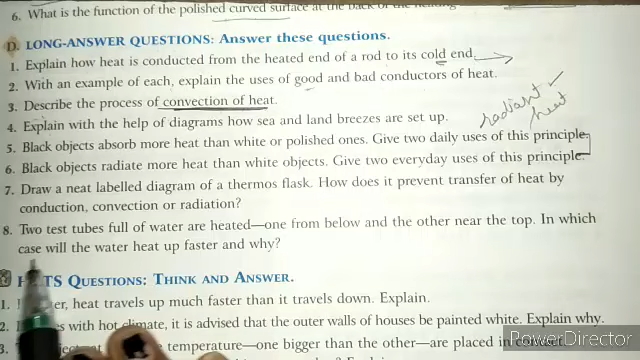 6. What is the function of the polished curved surface at the back of the heating
D. LONG-ANSWER QUESTIONS: Answer these questions.
1. Explain how heat is conducted from the heated end of a rod to its cold end.
2. With an example of each, explain the uses of good and bad conductors of heat.
3. Describe the process of convection of heat.
4. Explain with the help of diagrams how sea and land breezes are set up.
radiant heat
5. Black objects absorb more heat than white or polished ones. Give two daily uses of this principle.
6. Black objects radiate more heat than white objects. Give two everyday uses of this principle.
7. Draw a neat labelled diagram of a thermos flask. How does it prevent transfer of heat by
conduction, convection or radiation?
8. Two test tubes full of water are heated—one from below and the other near the top. In which
case will the water heat up faster and why?
QUESTIONS: THINK AND ANSWER.
1. heat travels up much faster than it travels down. Explain.
2. with hot climate, it is advised that the outer walls of houses be painted white. Explain why.
3. temperature—one bigger than the other—are placed in
PowerDirector